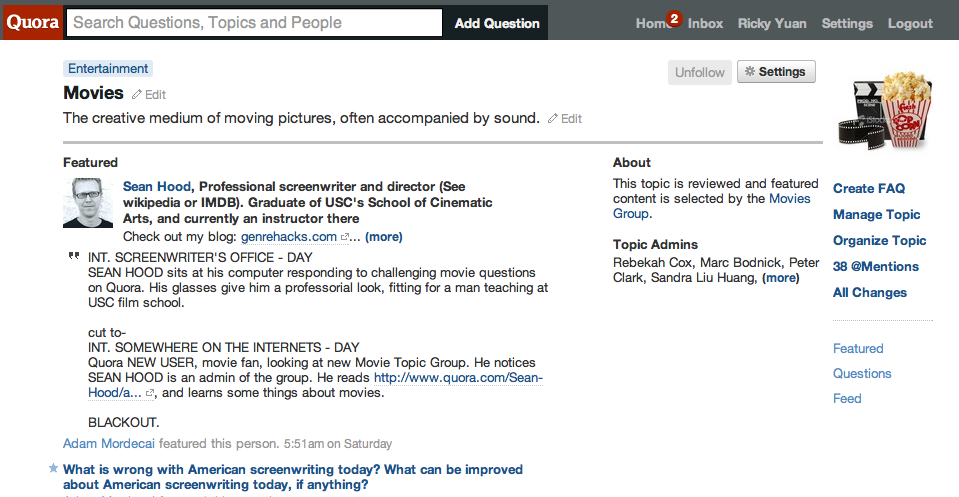 Quora Search Questions, Topics and People Add Question Home 2 Inbox Ricky Yuan Settings Logout
Entertainment
Unfollow Settings
Movies Edit
The creative medium of moving pictures, often accompanied by sound. Edit
Featured
Sean Hood, Professional screenwriter and director (See
wikipedia or IMDB). Graduate of USC's School of Cinematic
Arts, and currently an instructor there
Check out my blog: genrehacks.com ... (more)
INT. SCREENWRITER'S OFFICE - DAY
SEAN HOOD sits at his computer responding to challenging movie questions
on Quora. His glasses give him a professorial look, fitting for a man teaching at
USC film school.
cut to-
INT. SOMEWHERE ON THE INTERNETS - DAY
Quora NEW USER, movie fan, looking at new Movie Topic Group. He notices
SEAN HOOD is an admin of the group. He reads http://www.quora.com/Sean-
Hood/a... , and learns some things about movies.
BLACKOUT.
Adam Mordecai featured this person. 5:51am on Saturday
What is wrong with American screenwriting today? What can be improved
about American screenwriting today, if anything?
About
This topic is reviewed and featured
content is selected by the Movies
Group.
Topic Admins
Rebekah Cox, Marc Bodnick, Peter
Clark, Sandra Liu Huang, (more)
Create FAQ
Manage Topic
Organize Topic
38 @Mentions
All Changes
Featured
Questions
Feed